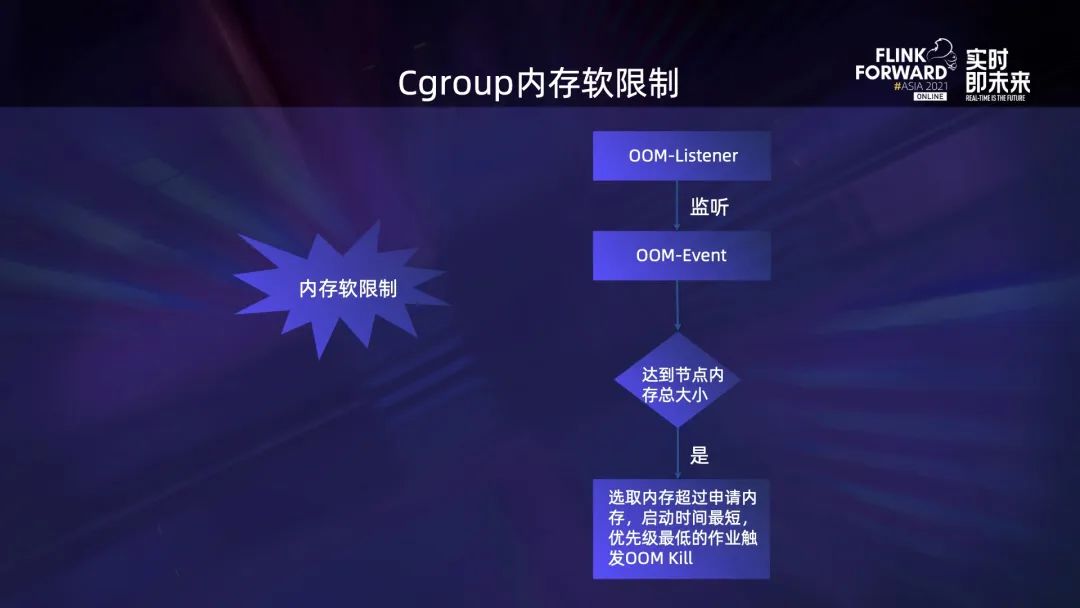 Cgroup内存软限制
FLINK
FORWARD
#ASIA 2021
ONLINE
实时
即未来
REAL-TIME IS THE FUTURE
内存软限制
OOM-Listener
监听
OOM-Event
达到节点内
存总大小
是
选取内存超过申请内
存，启动时间最短，
优先级最低的作业触
发OOM Kill